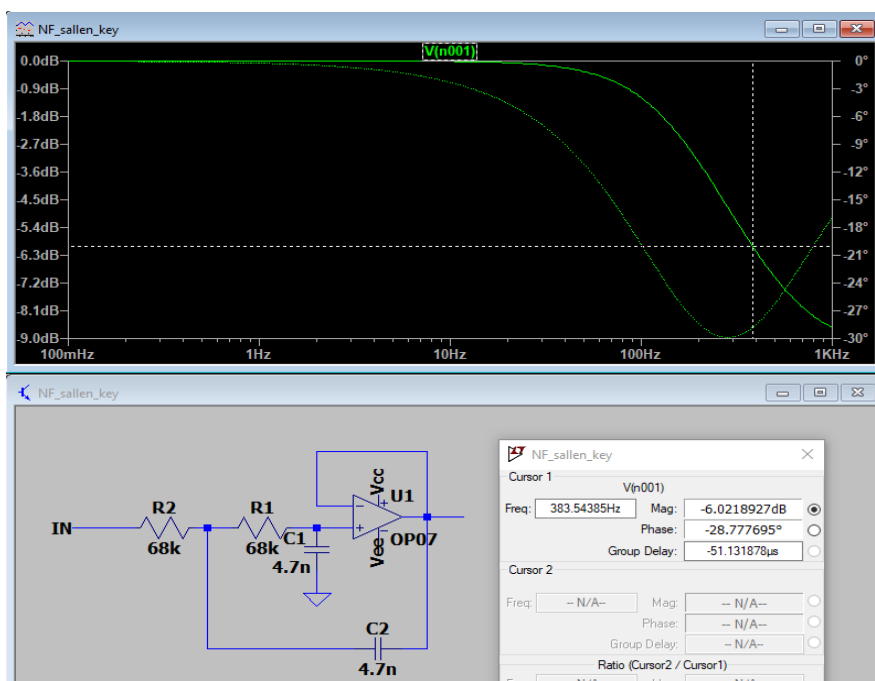 NF_sallen_key
V(n001)
0.0dB
0°
-0.9dB
-3°
-1.8dB
-6°
-2.7dB
-9°
-3.6dB
-12°
-4.5dB
-15°
-5.4dB
-18°
-6.3dB
-21°
-7.2dB
-24°
-8.1dB
-27°
-9.0dB
-30°
100mHz 1Hz 10Hz 100Hz 1KHz
NF_sallen_key
IN
R2
68k
R1
68k
C1
4.7n
Vcc
U1
Vee
OP07
C2
4.7n
NF_sallen_key
Cursor 1
V(n001)
Freq: 383.54385Hz Mag: -6.0218927dB
Phase: -28.777695°
Group Delay: -51.131878µs
Cursor 2
Freq: -- N/A-- Mag: -- N/A--
Phase: -- N/A--
Group Delay: -- N/A--
Ratio (Cursor2 / Cursor1)